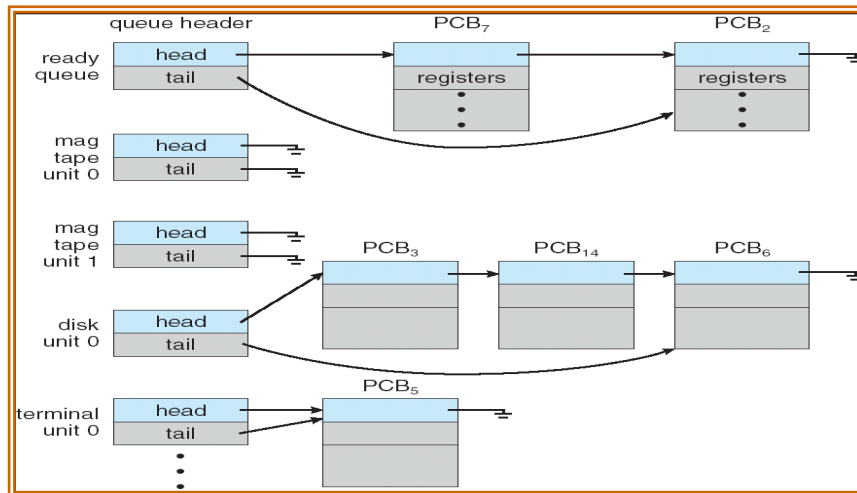 queue header
PCB7
PCB2
ready
queue
head
tail
registers
registers
mag
tape
unit 0
head
tail
mag
tape
unit 1
head
tail
PCB3
PCB14
PCB6
disk
unit 0
head
tail
PCB5
terminal
unit 0
head
tail